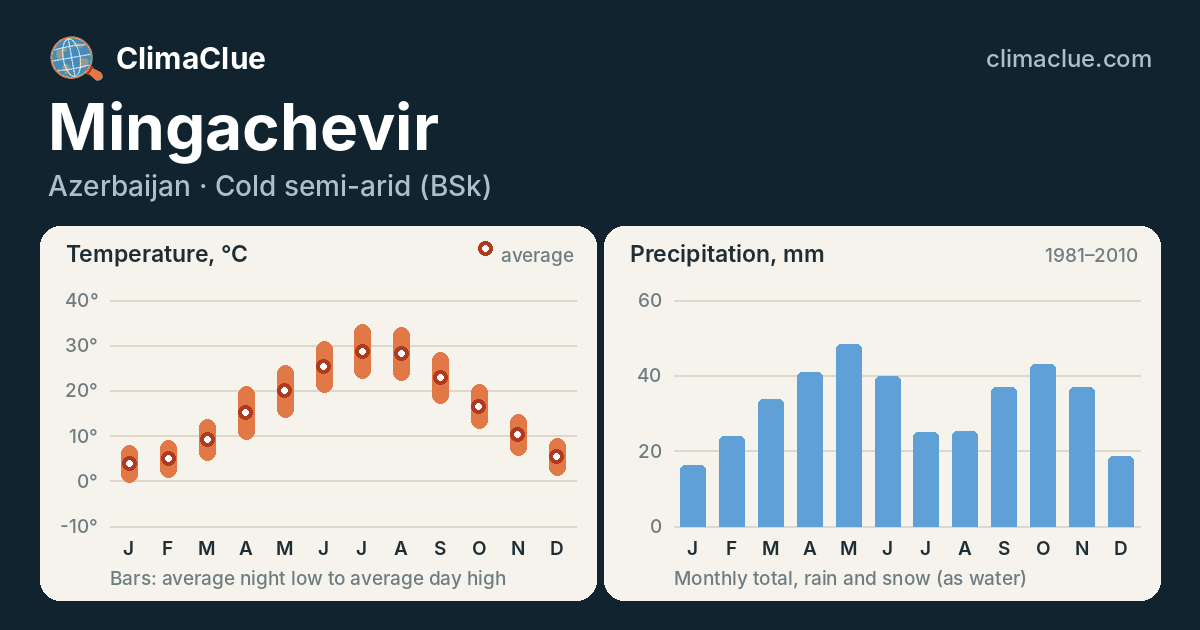 ClimaClue
climaclue.com
Mingachevir
Azerbaijan · Cold semi-arid (BSk)
Temperature, °C
average
40°
30°
20°
10°
0°
-10°
J F M A M J J A S O N D
Bars: average night low to average day high
Precipitation, mm
1981–2010
60
40
20
0
J F M A M J J A S O N D
Monthly total, rain and snow (as water)